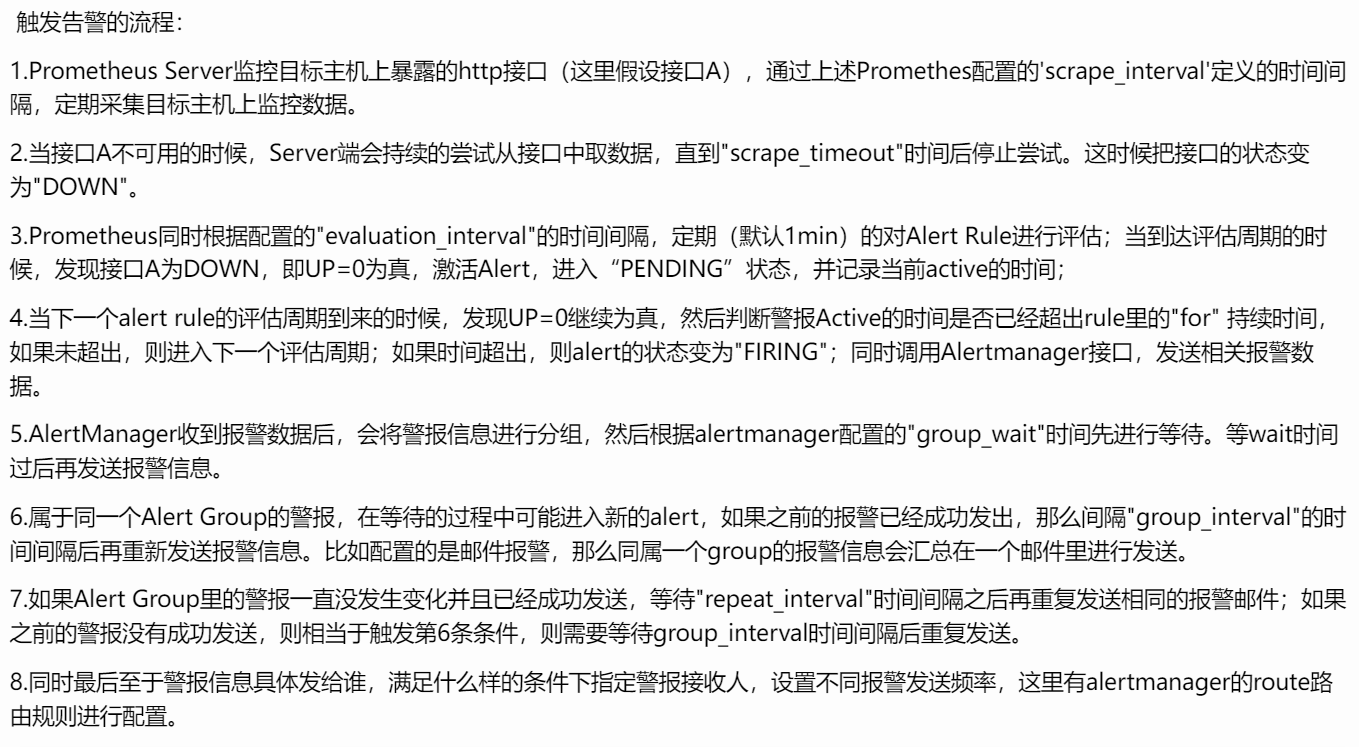 触发告警的流程：
1.Prometheus Server监控目标主机上暴露的http接口（这里假设接口A），通过上述Promethes配置的'scrape_interval'定义的时间间
隔，定期采集目标主机上监控数据。
2.当接口A不可用的时候，Server端会持续的尝试从接口中取数据，直到"scrape_timeout"时间后停止尝试。这时候把接口的状态变
为"DOWN"。
3.Prometheus同时根据配置的"evaluation_interval"的时间间隔，定期（默认1min）的对Alert Rule进行评估；当到达评估周期的时
候，发现接口A为DOWN，即UP=0为真，激活Alert，进入“PENDING”状态，并记录当前active的时间；
4.当下一个alert rule的评估周期到来的时候，发现UP=0继续为真，然后判断警报Active的时间是否已经超出rule里的"for" 持续时间，
如果未超出，则进入下一个评估周期；如果时间超出，则alert的状态变为"FIRING"；同时调用Alertmanager接口，发送相关报警数
据。
5.AlertManager收到报警数据后，会将警报信息进行分组，然后根据alertmanager配置的"group_wait"时间先进行等待。等wait时间
过后再发送报警信息。
6.属于同一个Alert Group的警报，在等待的过程中可能进入新的alert，如果之前的报警已经成功发出，那么间隔"group_interval"的时
间间隔后再重新发送报警信息。比如配置的是邮件报警，那么同属一个group的报警信息会汇总在一个邮件里进行发送。
7.如果Alert Group里的警报一直没发生变化并且已经成功发送，等待"repeat_interval"时间间隔之后再重复发送相同的报警邮件；如果
之前的警报没有成功发送，则相当于触发第6条条件，则需要等待group_interval时间间隔后重复发送。
8.同时最后至于警报信息具体发给谁，满足什么样的条件下指定警报接收人，设置不同报警发送频率，这里有alertmanager的route路
由规则进行配置。